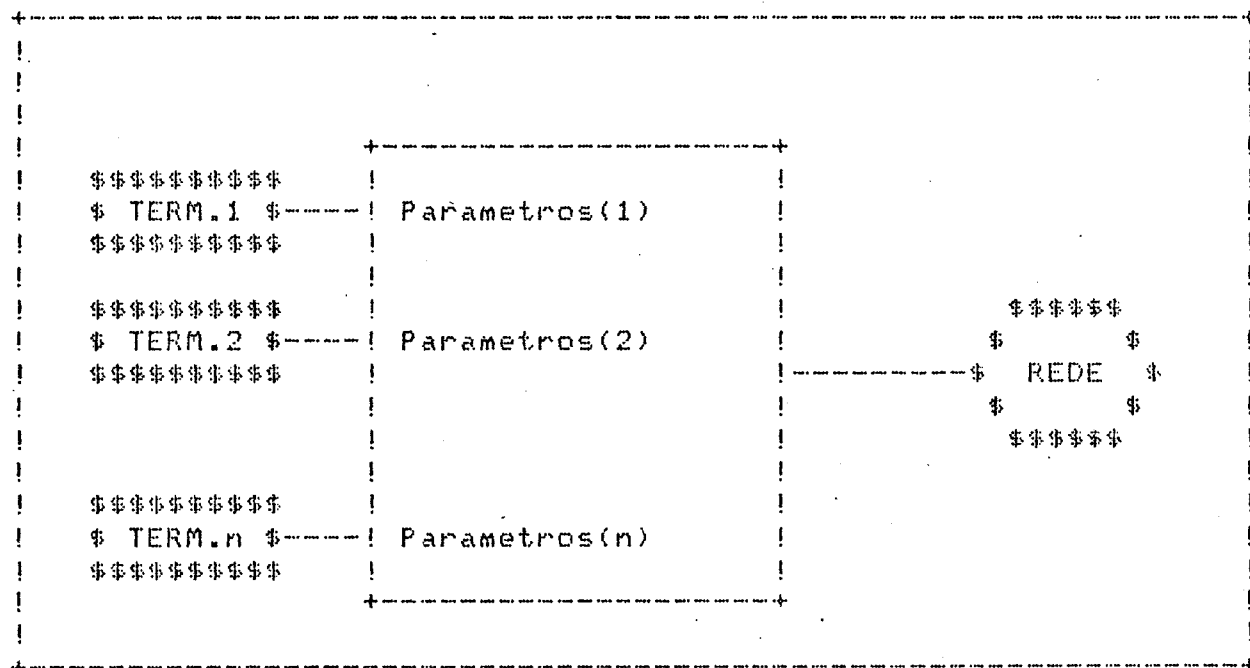 TERM.1 Parametros(1)
TERM.2 Parametros(2)
REDE
TERM.n Parametros(n)